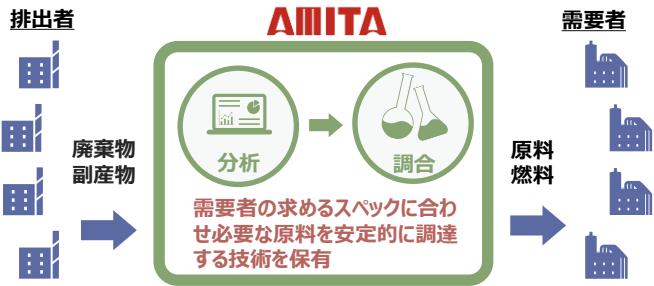 排出者
AMITA
需要者
廃棄物
副産物
分析
調合
需要者の求めるスペックに合わ
せ必要な原料を安定的に調達
する技術を保有
原料
燃料